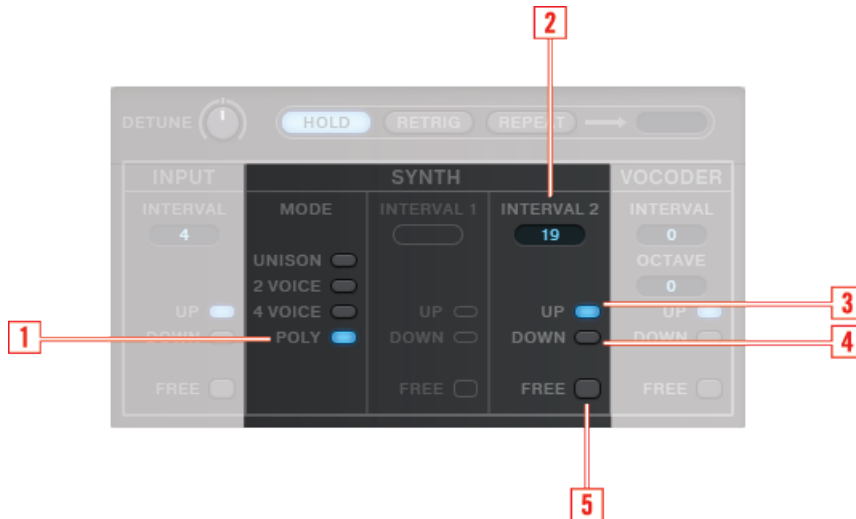 2
DETUNE HOLD RETRIG REPEAT
INPUT SYNTH VOCODER
INTERVAL MODE INTERVAL 1 INTERVAL 2 INTERVAL
4 19 0
UNISON OCTAVE
2 VOICE 0
4 VOICE UP UP UP UP 3
1 DOWN POLY DOWN DOWN DOWN 4
FREE FREE FREE FREE
5